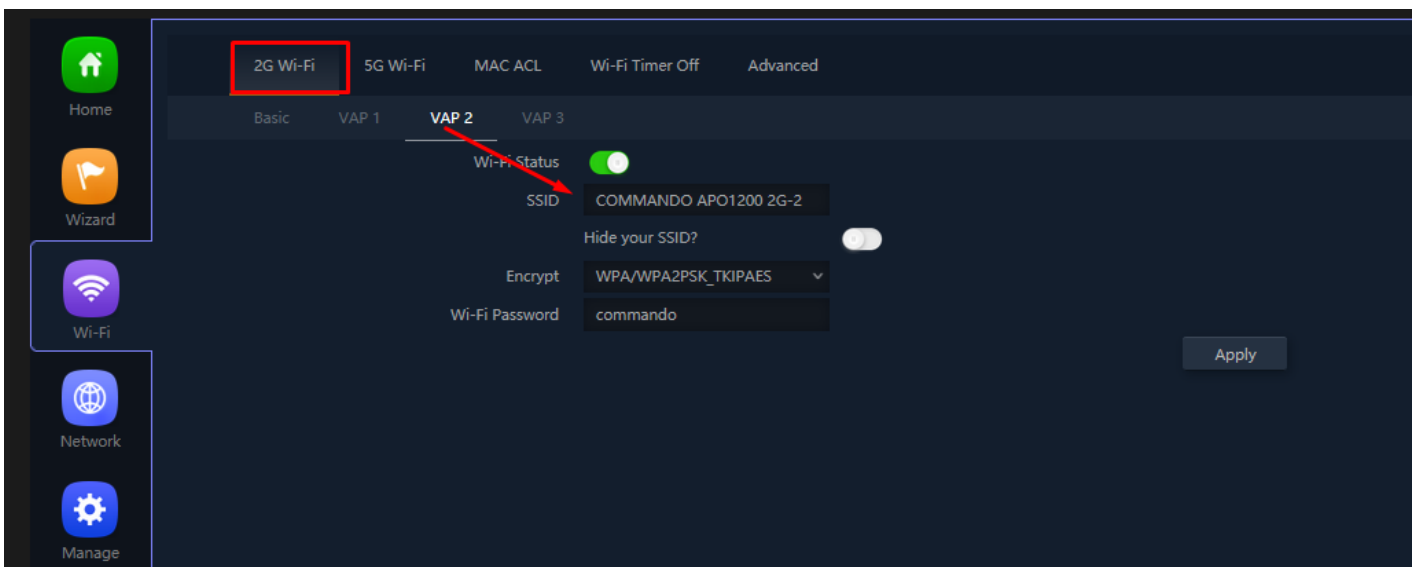 2G Wi-Fi 5G Wi-Fi MAC ACL Wi-Fi Timer Off Advanced
Basic VAP 1 VAP 2 VAP 3
Home
Wizard
Wi-Fi
Network
Manage
Wi-Fi Status
SSID COMMANDO APO1200 2G-2
Hide your SSID?
Encrypt WPA/WPA2PSK_TKIPAES
Wi-Fi Password commando
Apply